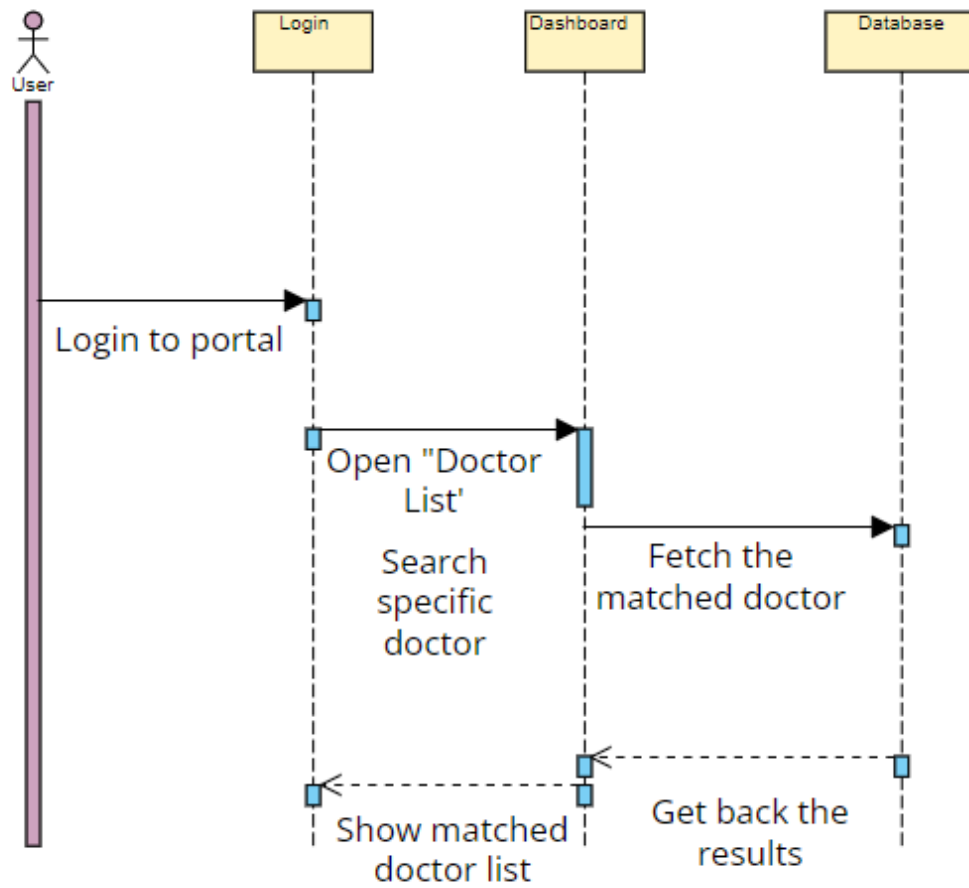 Login
Dashboard
Database
User
Login to portal
Open "Doctor
List'
Search
specific
doctor
Fetch the
matched doctor
Get back the
results
Show matched
doctor list